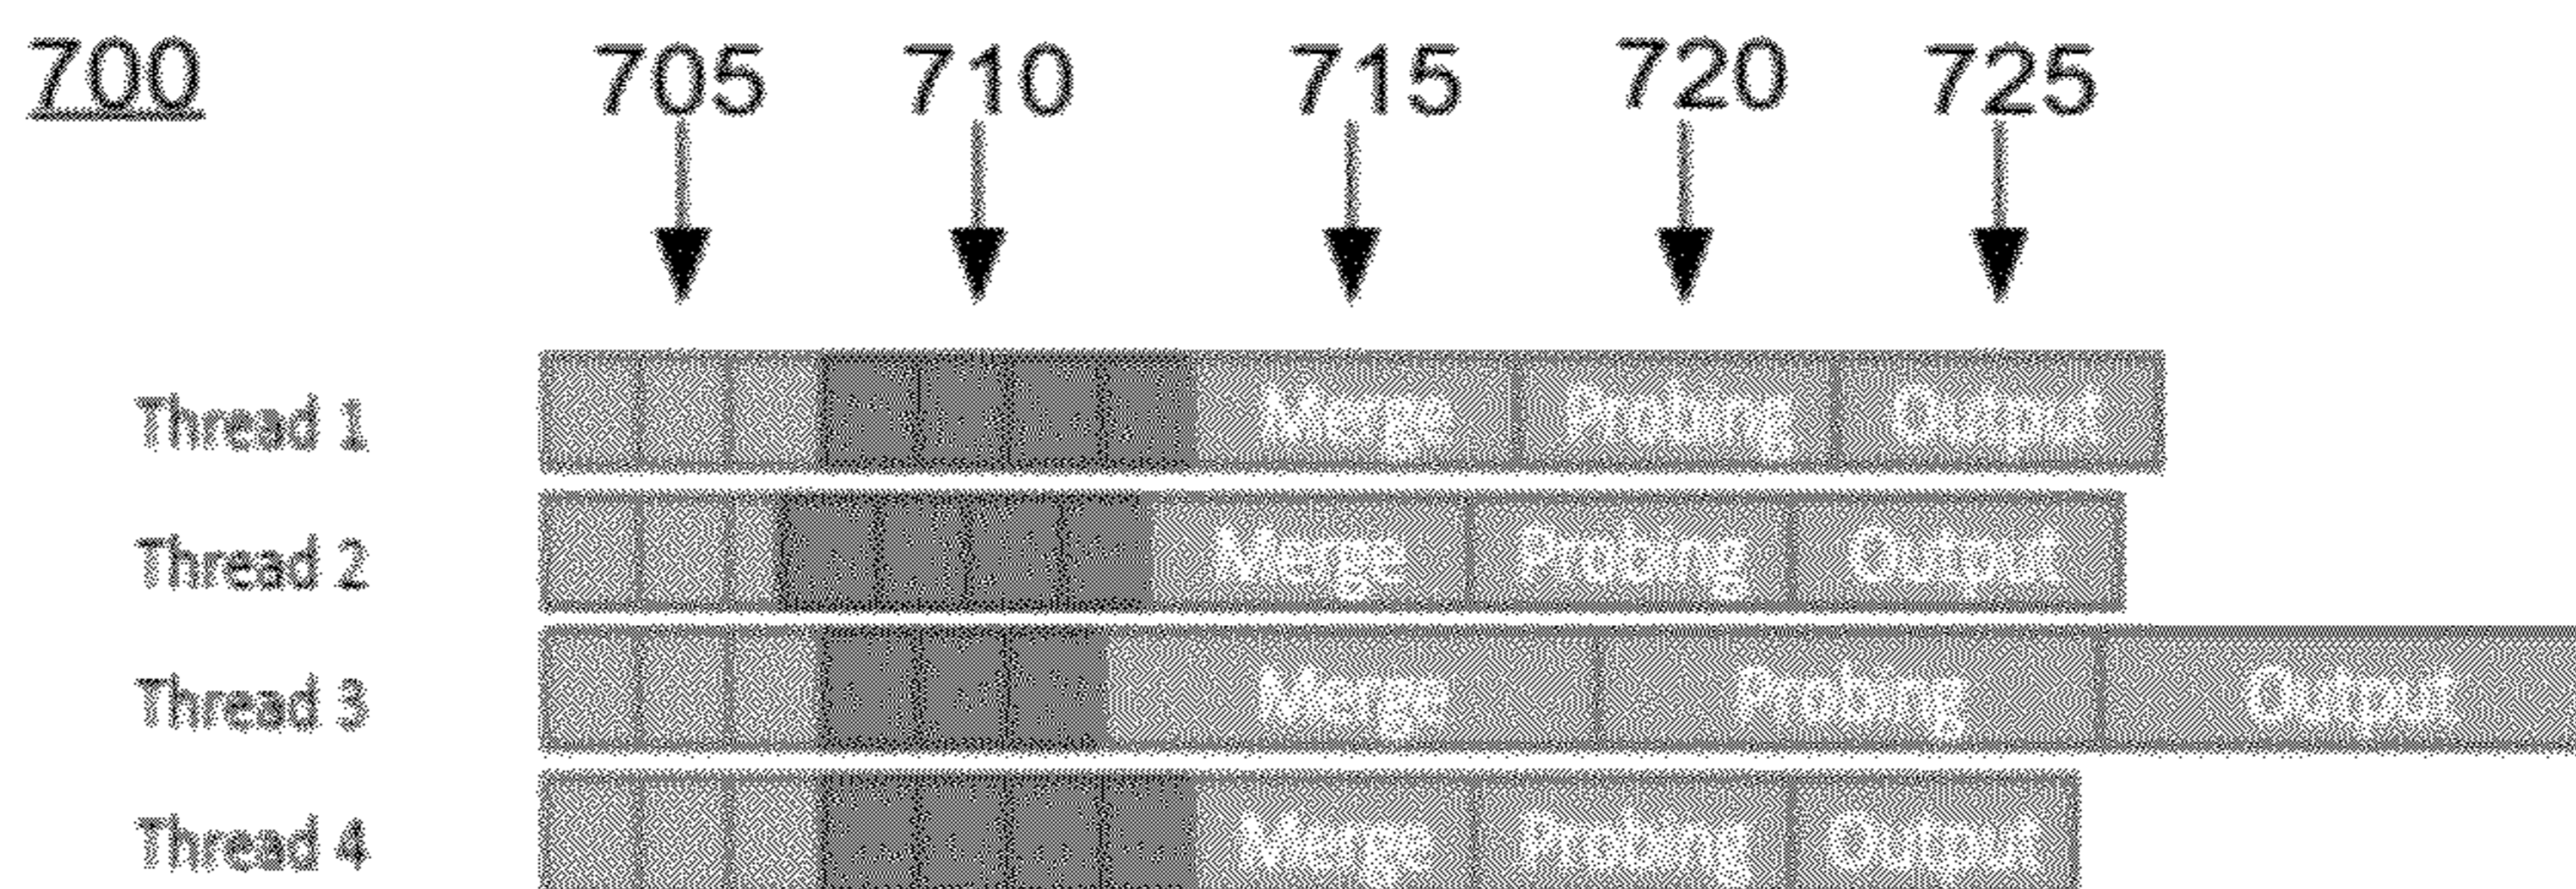 700 705 710 715 720 725
Thread 1 Merge Probing Output
Thread 2 Merge Probing Output
Thread 3 Merge Probing Output
Thread 4 Merge Probing Output